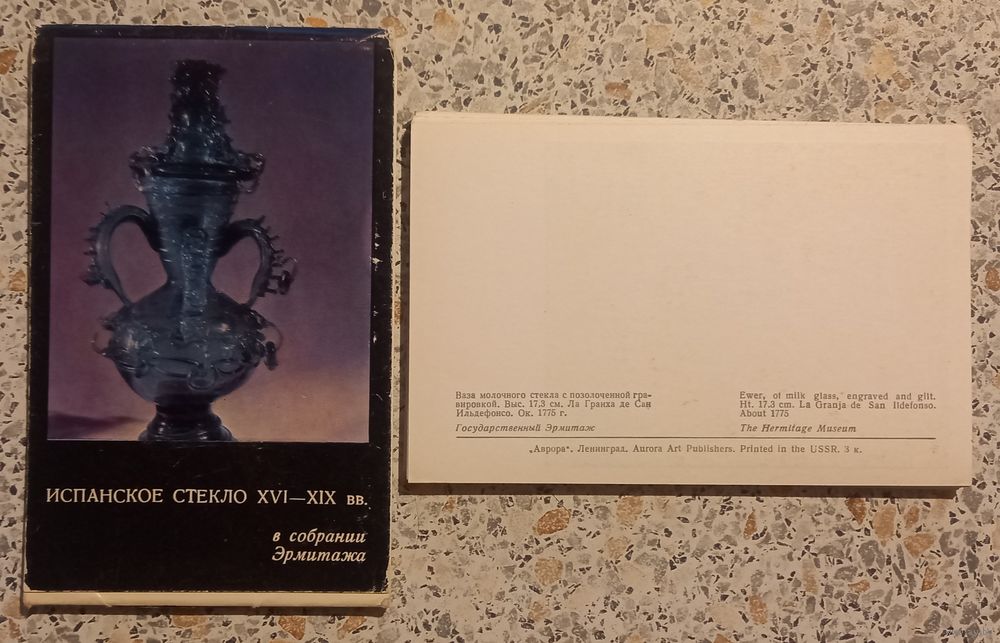 ИСПАНСКОЕ СТЕКЛО XVI—XIX вв.
в собрании
Эрмитажа
Ваза молочного стекла с позолоченной гра-
вировкой. Выс. 17,3 см. Ла Гранха де Сан
Ильдефонсо. Ок. 1775 г.
Государственный Эрмитаж
Ewer, of milk glass, engraved and gilt.
Ht. 17.3 cm. La Granja de San Ildefonso.
About 1775
The Hermitage Museum
„Аврора“. Ленинград. Aurora Art Publishers. Printed in the USSR. 3 к.